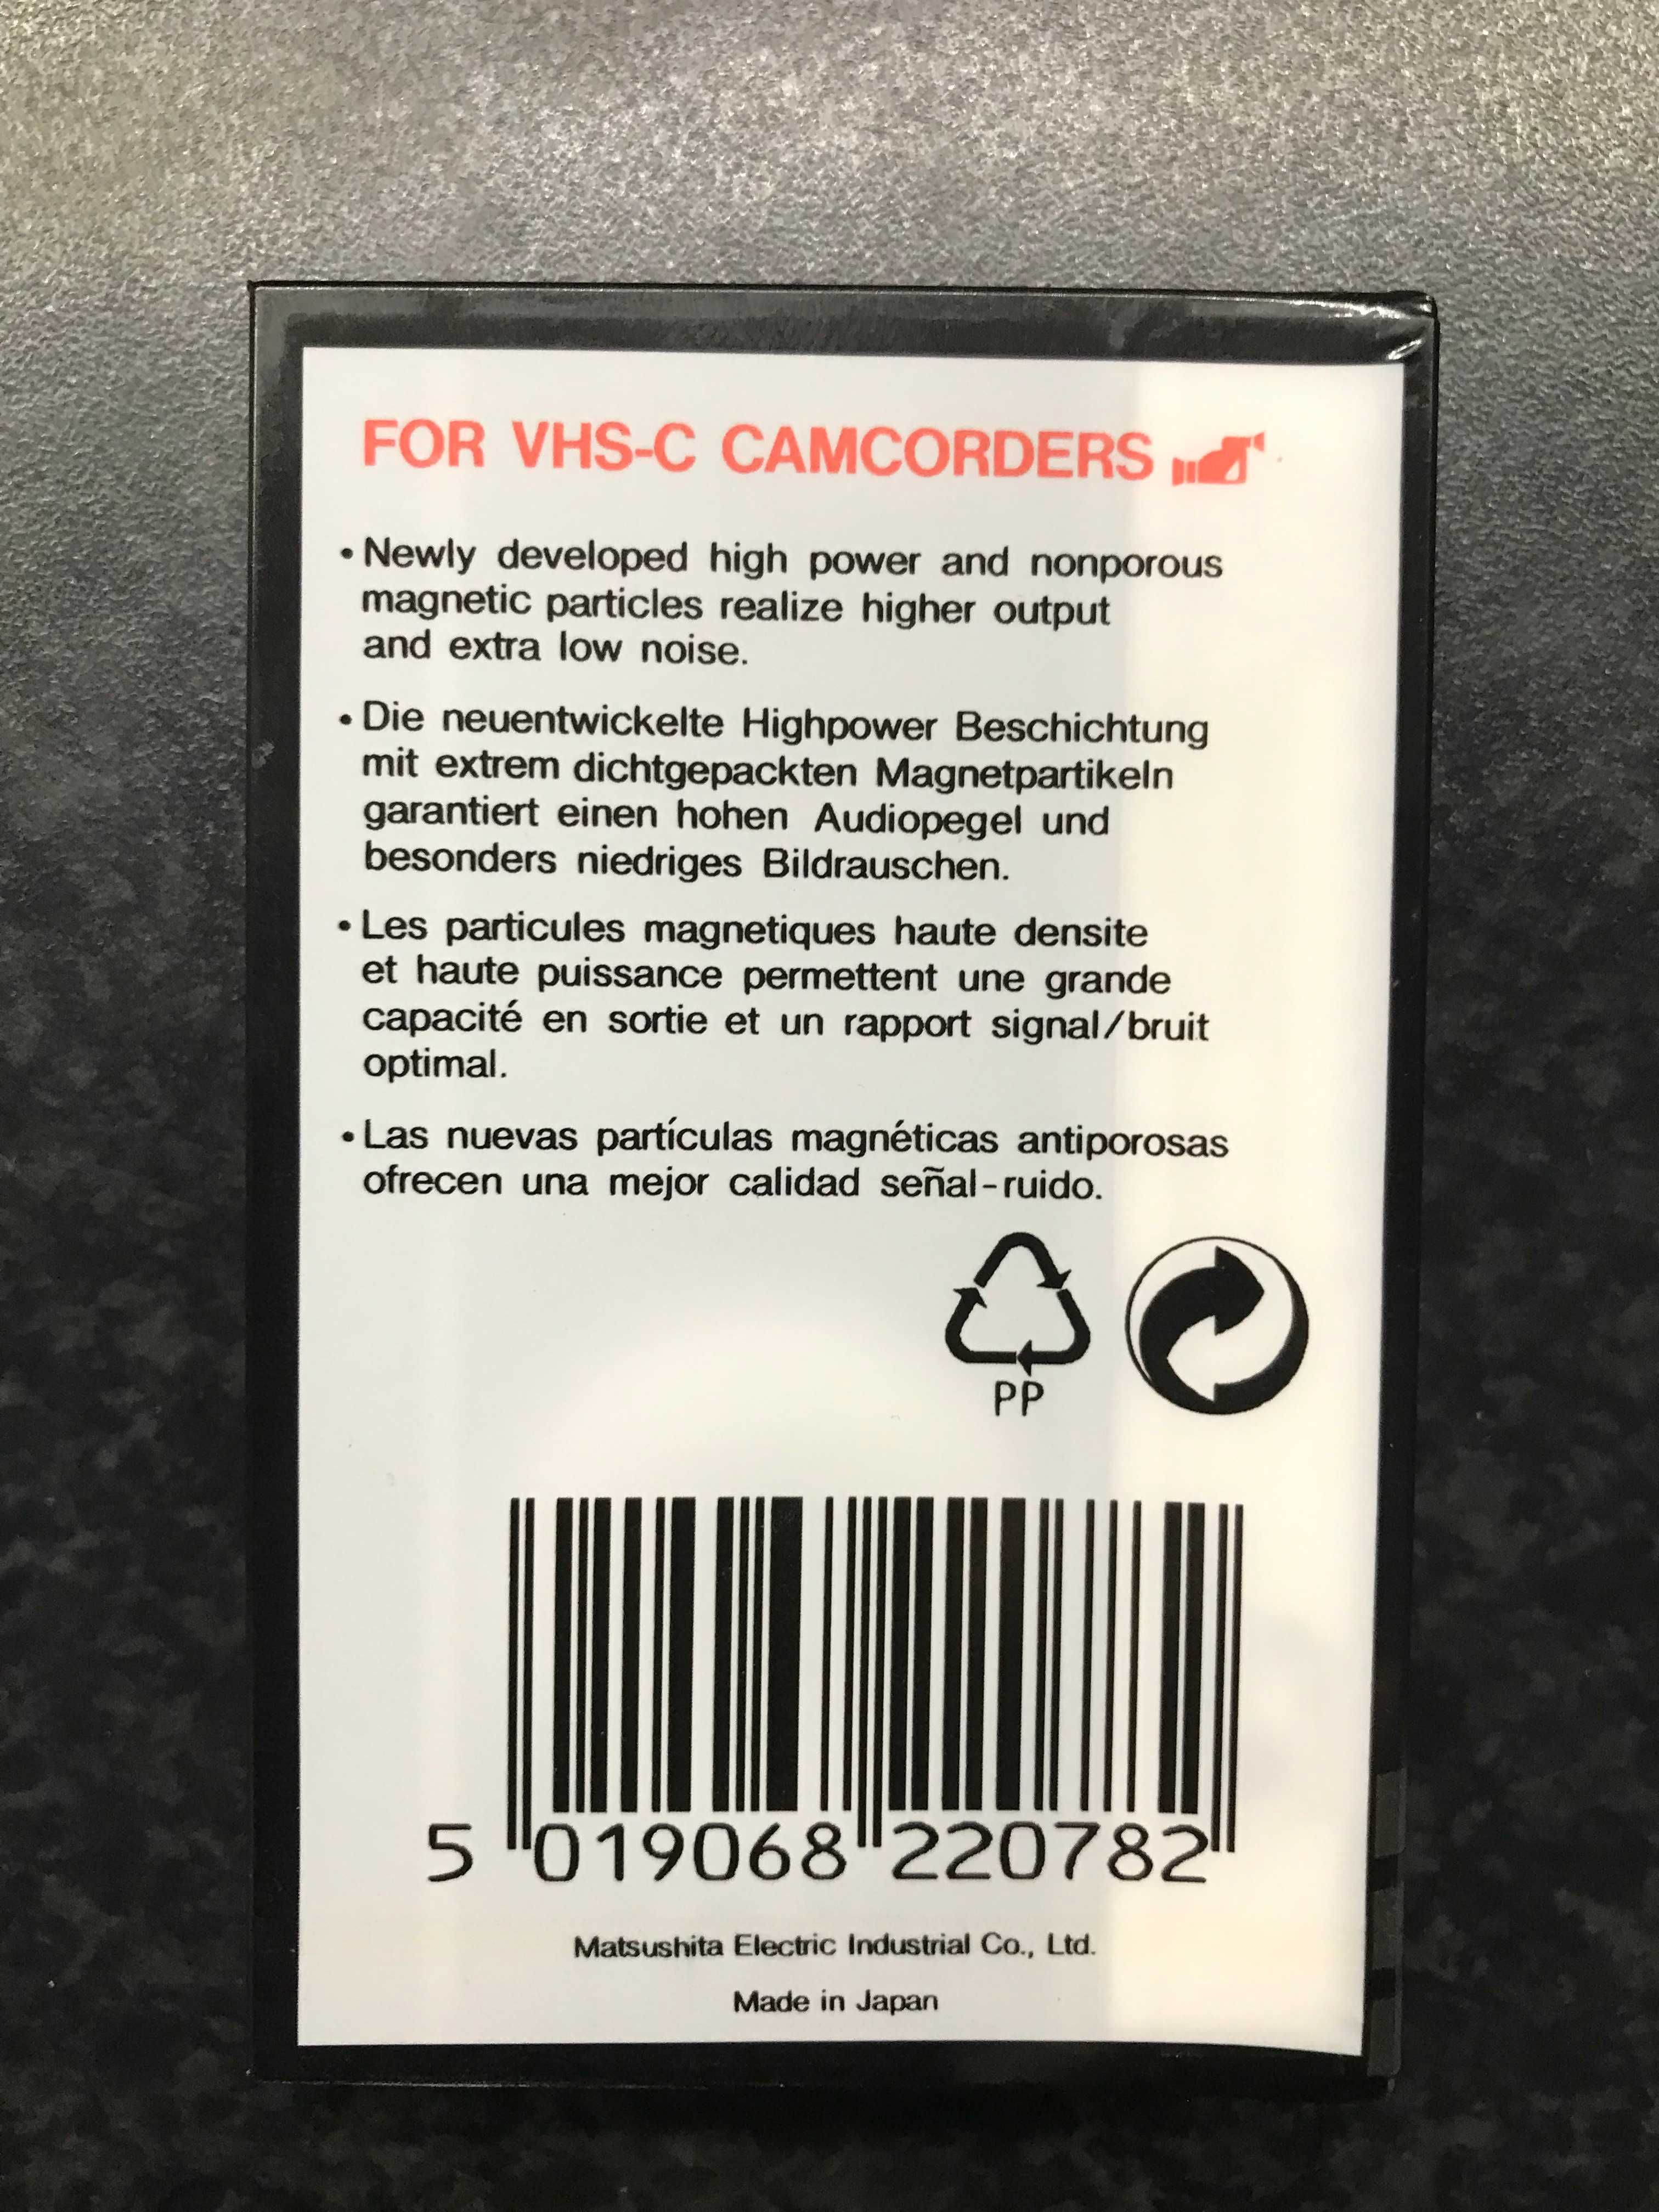 FOR VHS-C CAMCORDERS
• Newly developed high power and nonporous
magnetic particles realize higher output
and extra low noise.
• Die neuentwickelte Highpower Beschichtung
mit extrem dichtgepackten Magnetpartikeln
garantiert einen hohen Audiopegel und
besonders niedriges Bildrauschen.
• Les particules magnetiques haute densite
et haute puissance permettent une grande
capacité en sortie et un rapport signal/bruit
optimal.
• Las nuevas partículas magnéticas antiporosas
ofrecen una mejor calidad señal-ruido.
PP
5 019068 220782
Matsushita Electric Industrial Co., Ltd.
Made in Japan